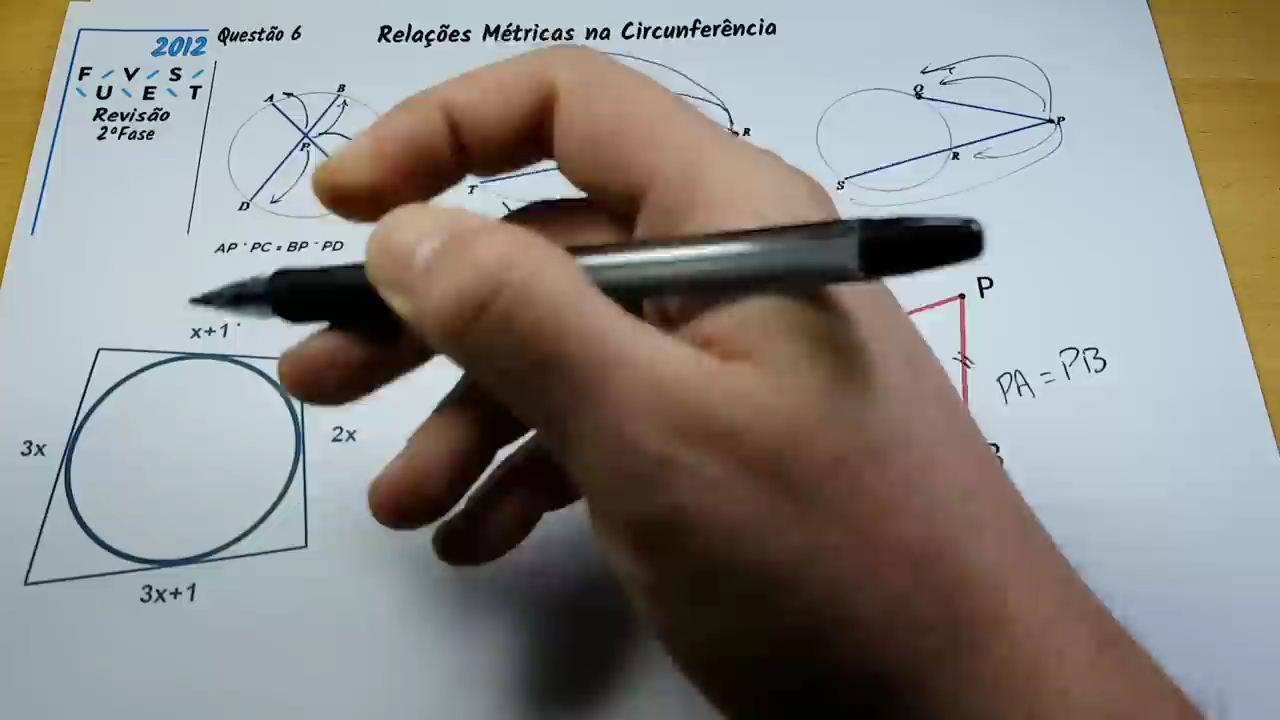 2012
F V S
U E T
Revisão
2ªFase
Questão 6
Relações Métricas na Circunferência
A
B
P
D
AP · PC = BP · PD
T
R
Q
P
R
S
P
PA = PB
x+1
3x
2x
3x+1